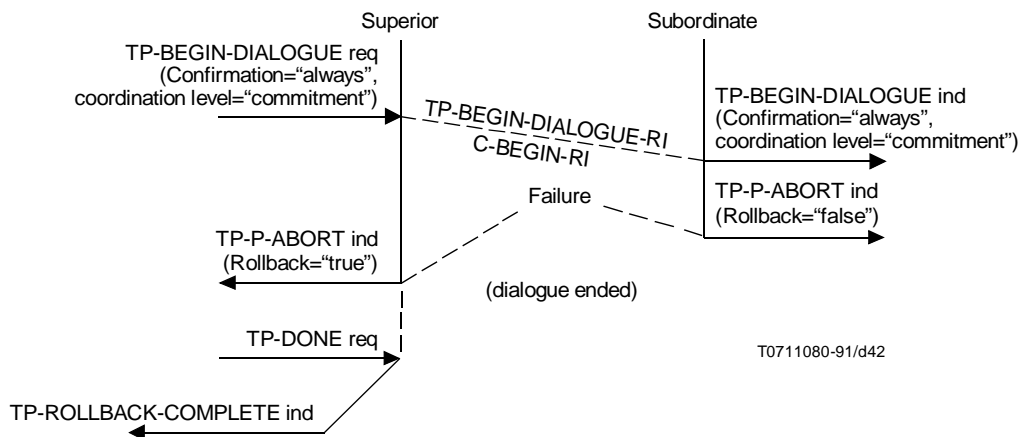 Superior
Subordinate
TP-BEGIN-DIALOGUE req
(Confirmation=“always”,
coordination level=“commitment”)
TP-BEGIN-DIALOGUE-RI
C-BEGIN-RI
TP-BEGIN-DIALOGUE ind
(Confirmation=“always”,
coordination level=“commitment”)
Failure
TP-P-ABORT ind
(Rollback=“false”)
TP-P-ABORT ind
(Rollback=“true”)
(dialogue ended)
TP-DONE req
T0711080-91/d42
TP-ROLLBACK-COMPLETE ind